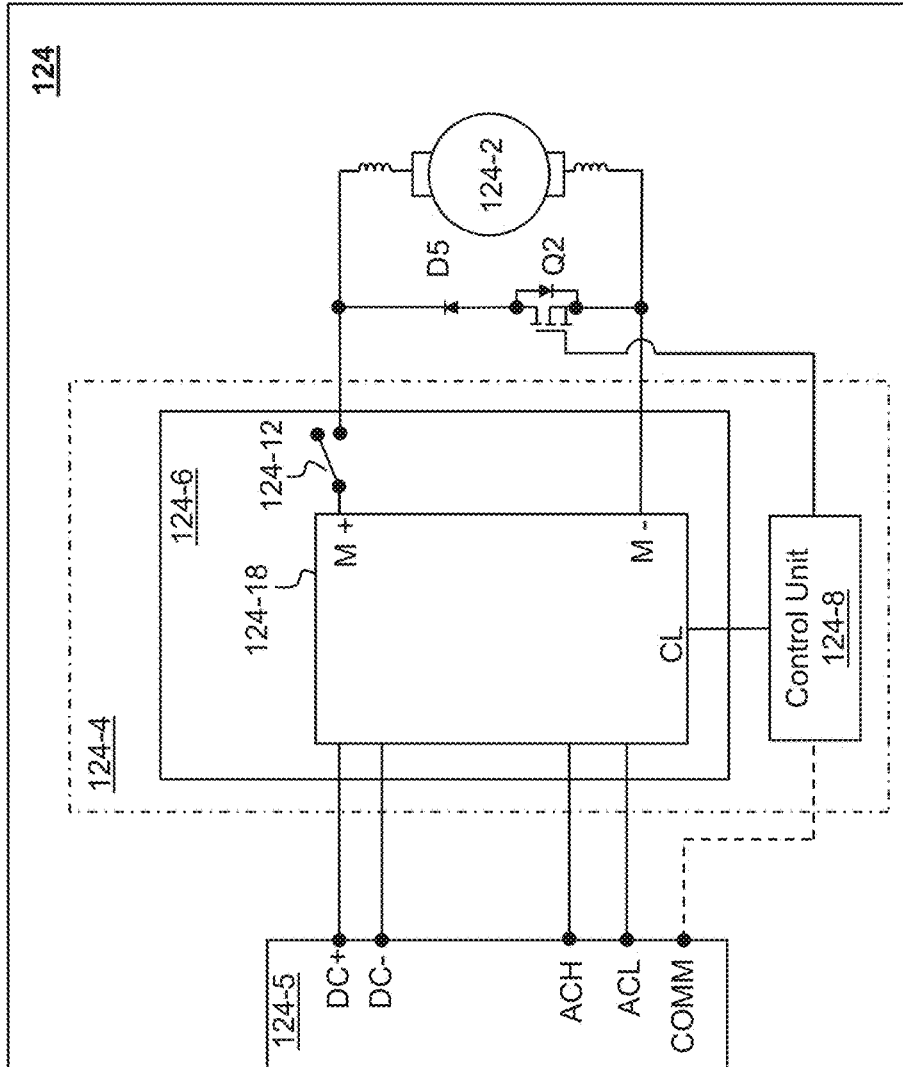 124
124-4
124-6
124-18
124-12
M +
M -
CL
D5
Q2
124-2
124-5
DC+
DC-
ACH
ACL
COMM
Control Unit
124-8